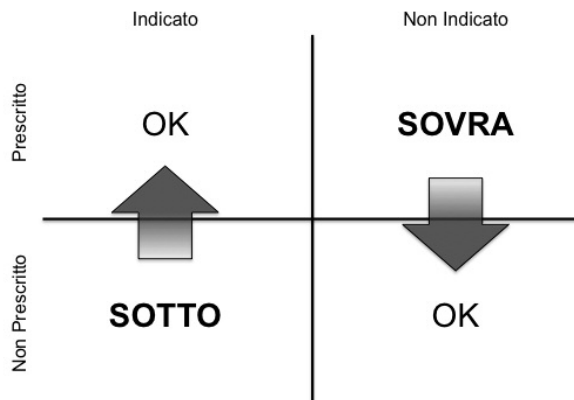 Indicato
Non Indicato
Prescritto
OK
SOVRA
Non Prescritto
SOTTO
OK